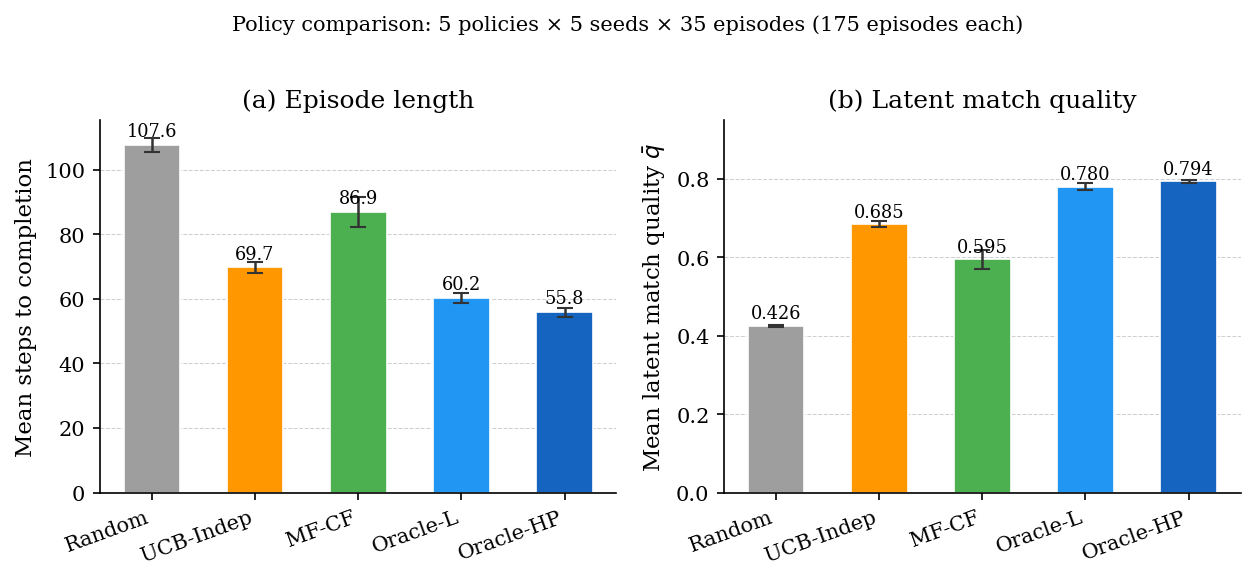 Policy comparison: 5 policies × 5 seeds × 35 episodes (175 episodes each)
(a) Episode length
Mean steps to completion
100
80
60
40
20
0
107.6
69.7
86.9
60.2
55.8
Random
UCB-Indep
MF-CF
Oracle-L
Oracle-HP
(b) Latent match quality
Mean latent match quality q̄
0.8
0.6
0.4
0.2
0.0
0.426
0.685
0.595
0.780
0.794
Random
UCB-Indep
MF-CF
Oracle-L
Oracle-HP